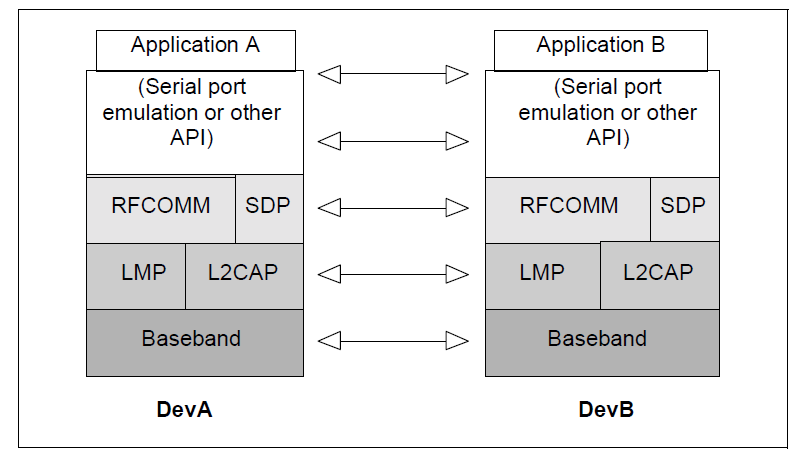 Application A
(Serial port
emulation or other
API)
RFCOMM
SDP
LMP
L2CAP
Baseband
DevA
Application B
(Serial port
emulation or other
API)
RFCOMM
SDP
LMP
L2CAP
Baseband
DevB